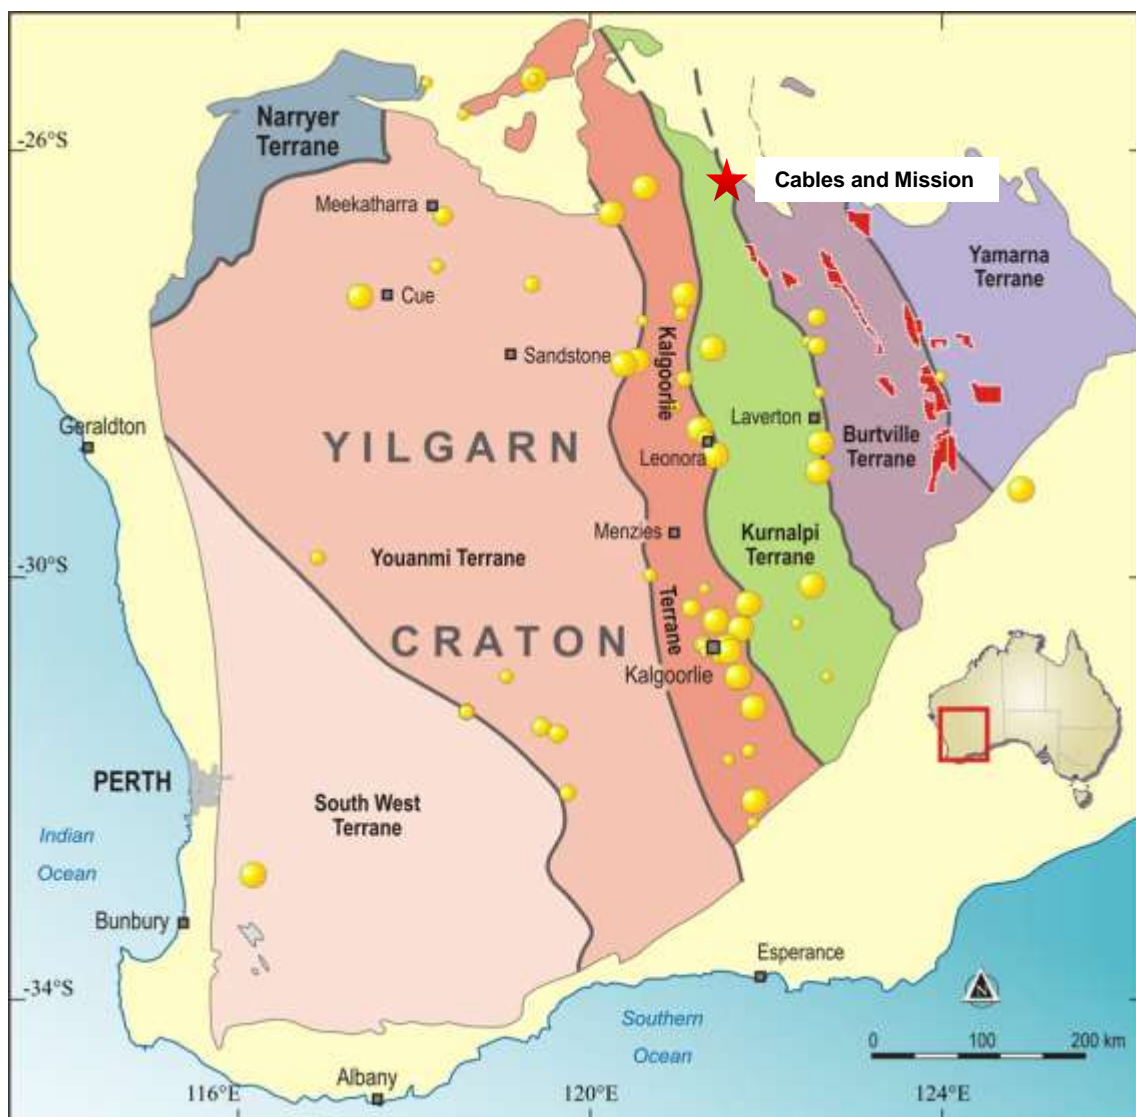 Narryer
Terrane
-26°S
Cables and Mission
Meekatharra
Yamarna
Terrane
Cue
Sandstone
Kalgoorlie
Terrane
Laverton
Geraldton
YILGARN
Burtville
Terrane
Leonora
Menzies
Kurnalpi
Terrane
Youanmi Terrane
-30°S
CRATON
Kalgoorlie
PERTH
South West
Terrane
Indian
Ocean
Bunbury
Esperance
-34°S
N
Southern
Ocean
0 100 200 km
Albany
116°E 120°E 124°E